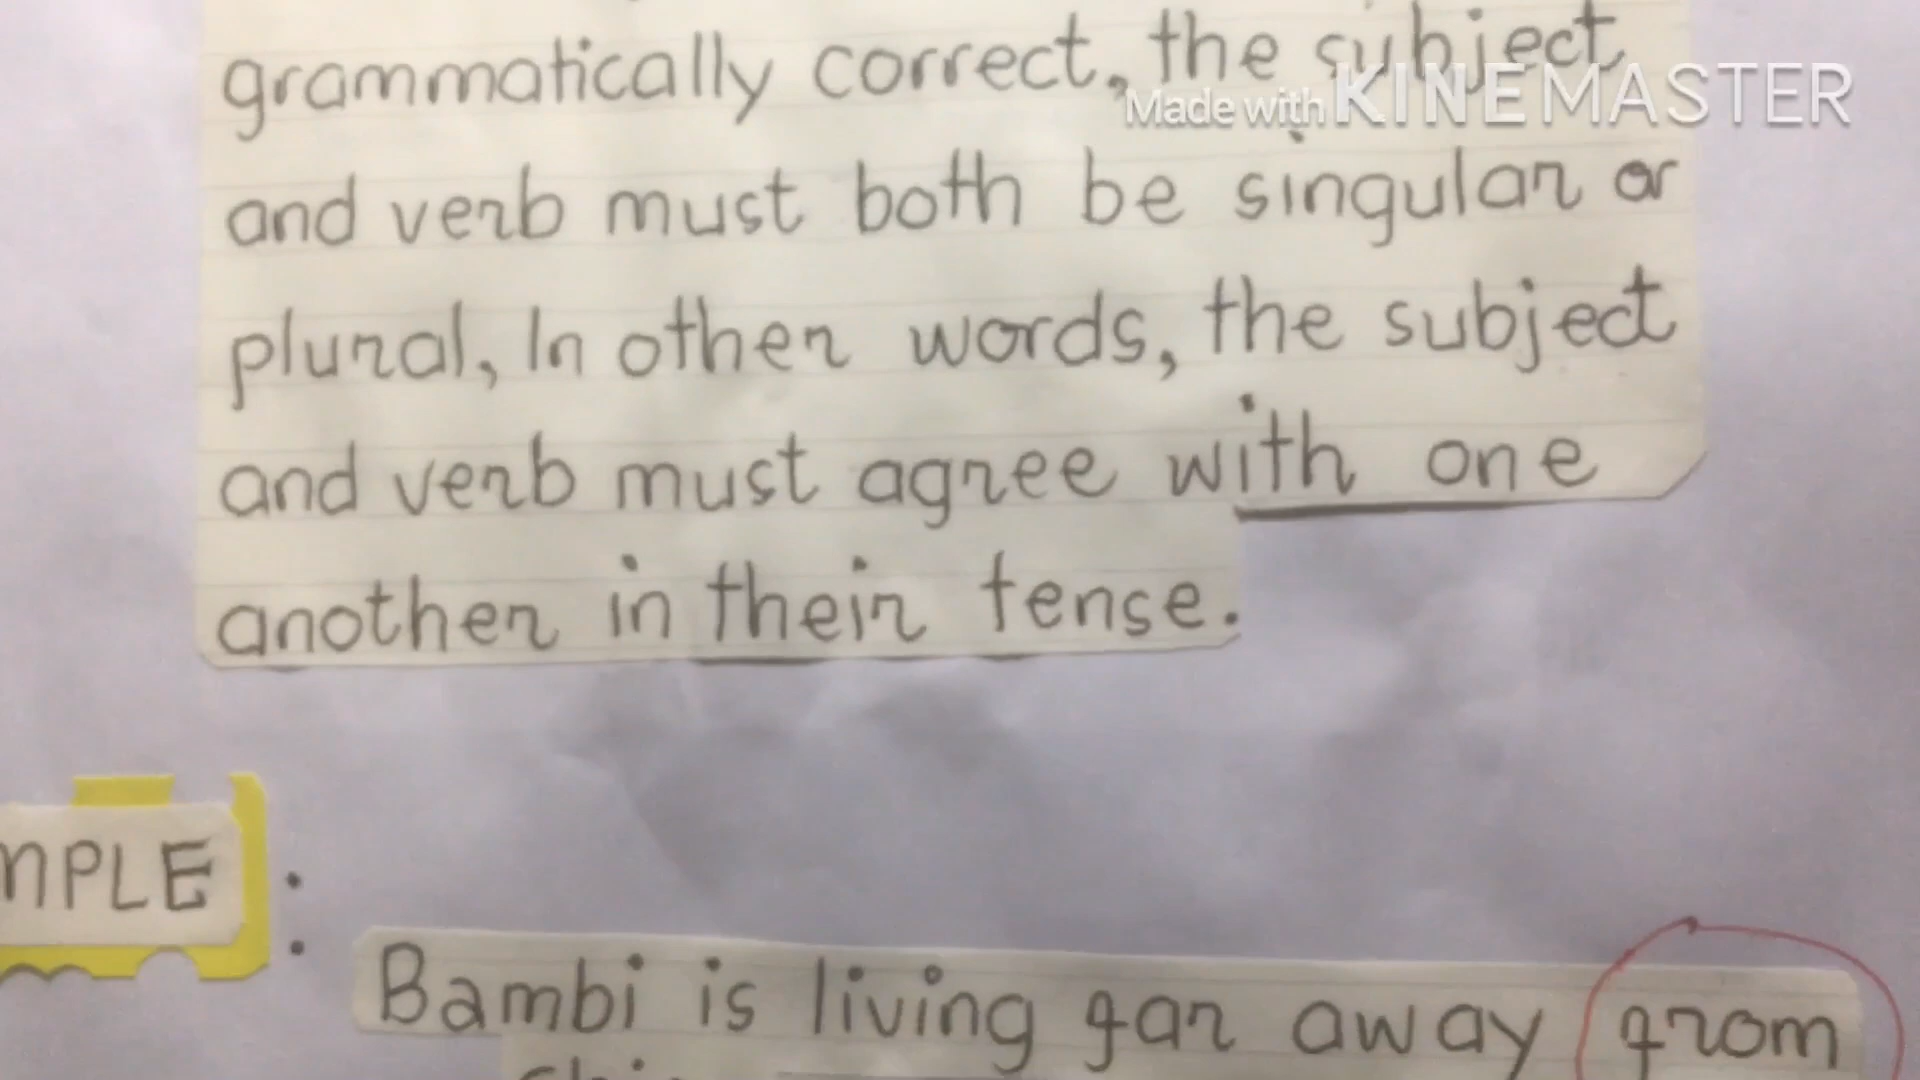 grammatically correct, the subject
Made with KINEMASTER
and verb must both be singular or
plural, In other words, the subject
and verb must agree with one
another in their tense.
MPLE :
Bambi is living far away from